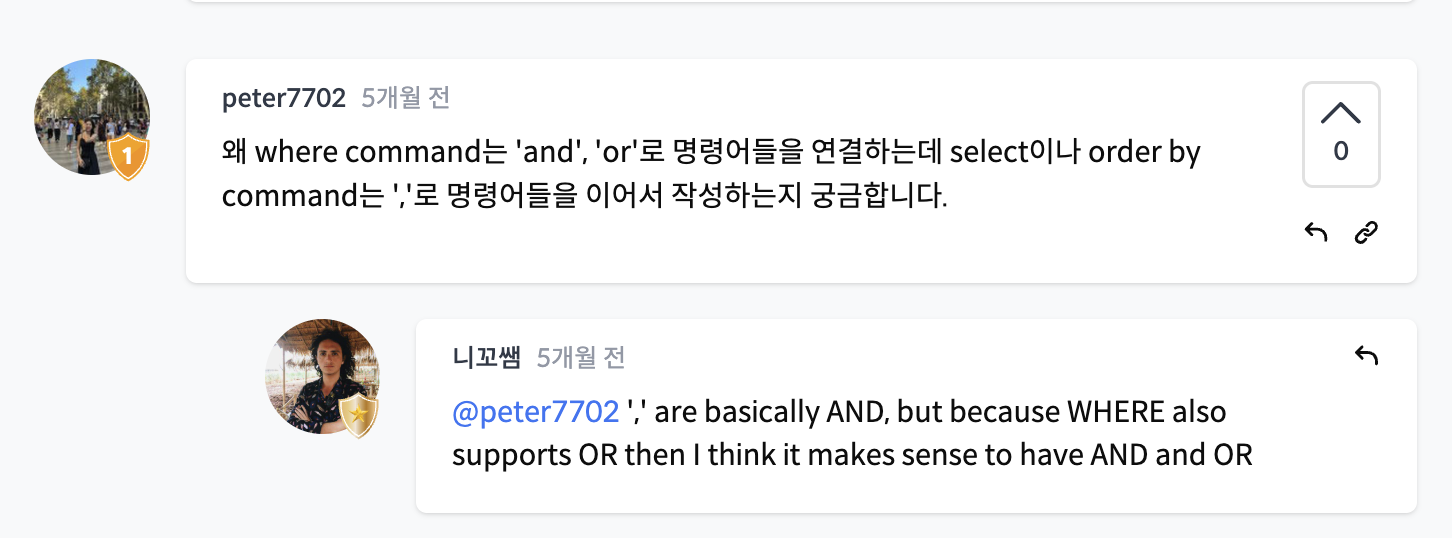 peter7702 5개월 전
왜 where command는 'and', 'or'로 명령어들을 연결하는데 select이나 order by
command는 ','로 명령어들을 이어서 작성하는지 궁금합니다.
0
1
니꼬쌤 5개월 전
@peter7702 ',' are basically AND, but because WHERE also
supports OR then I think it makes sense to have AND and OR